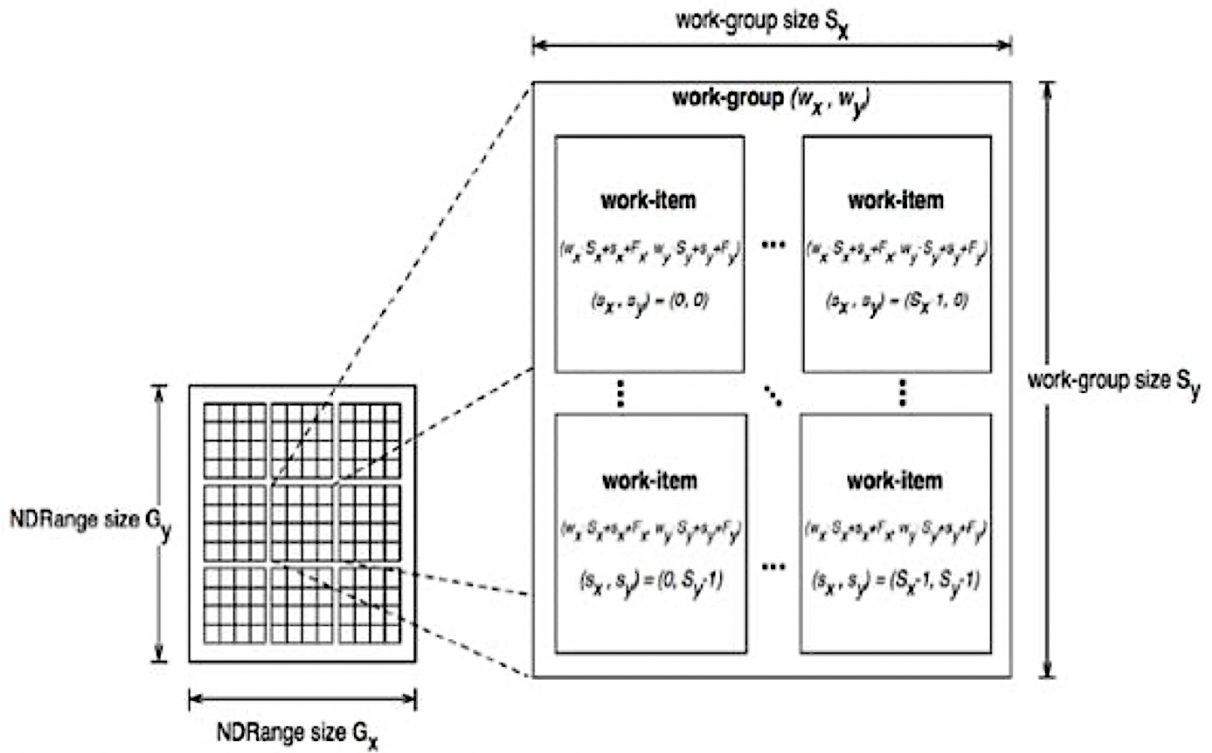 work-group size Sx
work-group (wx , wy)
work-item
work-item
(wx·Sx+sx+Fx, wy·Sy+sy+Fy)
...
(wx·Sx+sx+Fx, wy·Sy+sy+Fy)
(sx , sy) = (0, 0)
(sx , sy) = (Sx-1, 0)
work-group size Sy
work-item
work-item
NDRange size Gy
(wx·Sx+sx+Fx, wy·Sy+sy+Fy)
(wx·Sx+sx+Fx, wy·Sy+sy+Fy)
...
(sx , sy) = (0, Sy-1)
(sx , sy) = (Sx-1, Sy-1)
NDRange size Gx